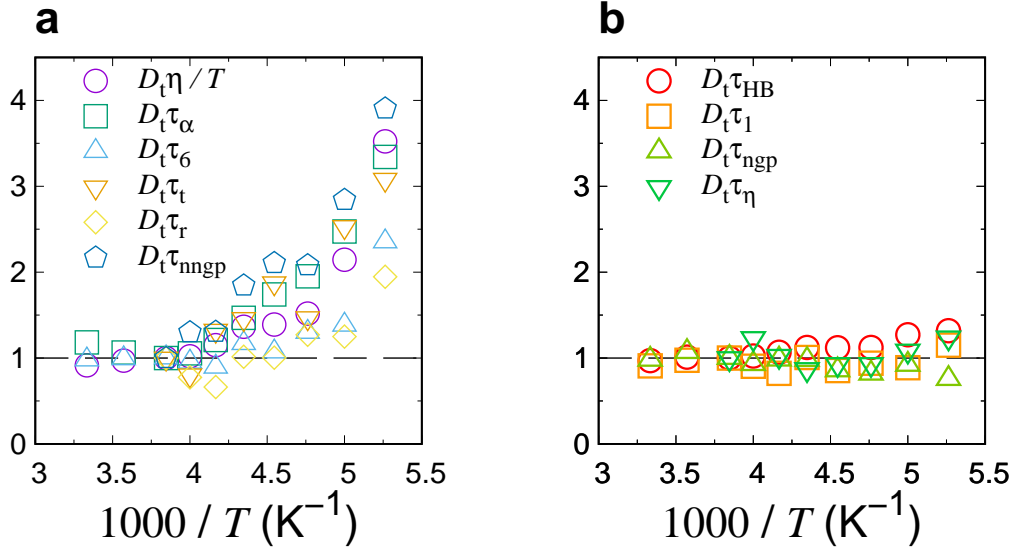 a
4
3
2
1
0
3 3.5 4 4.5 5 5.5
1000 / T (K⁻¹)
Dₜη / T
Dₜτα
Dₜτ₆
Dₜτₜ
Dₜτᵣ
Dₜτnngp
b
4
3
2
1
0
3 3.5 4 4.5 5 5.5
1000 / T (K⁻¹)
DₜτHB
Dₜτ₁
Dₜτngp
Dₜτη